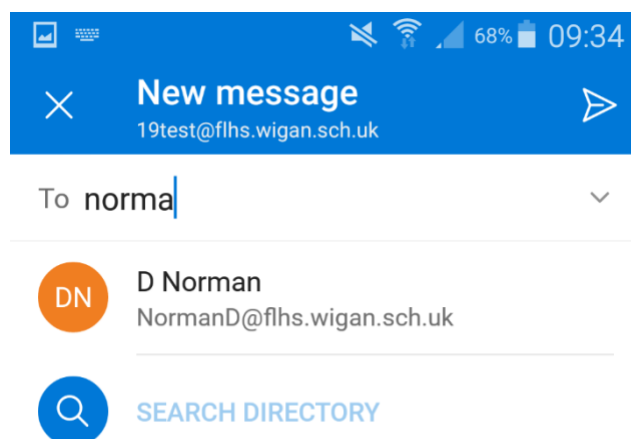 68% 09:34
New message
19test@flhs.wigan.sch.uk
To norma
DN
D Norman
NormanD@flhs.wigan.sch.uk
SEARCH DIRECTORY